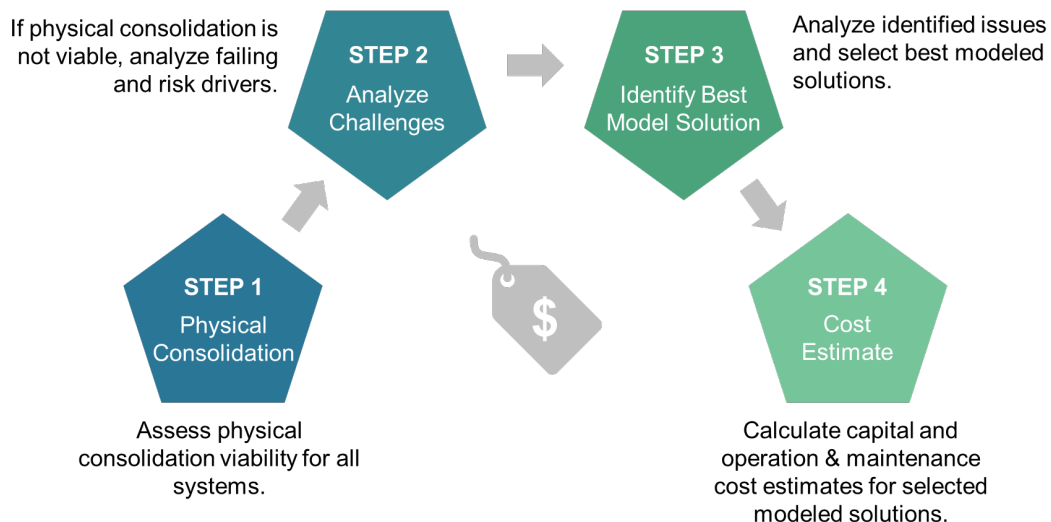 If physical consolidation is
not viable, analyze failing
and risk drivers.
STEP 2
Analyze
Challenges
STEP 3
Identify Best
Model Solution
Analyze identified issues
and select best modeled
solutions.
STEP 1
Physical
Consolidation
$
STEP 4
Cost
Estimate
Assess physical
consolidation viability for all
systems.
Calculate capital and
operation & maintenance
cost estimates for selected
modeled solutions.